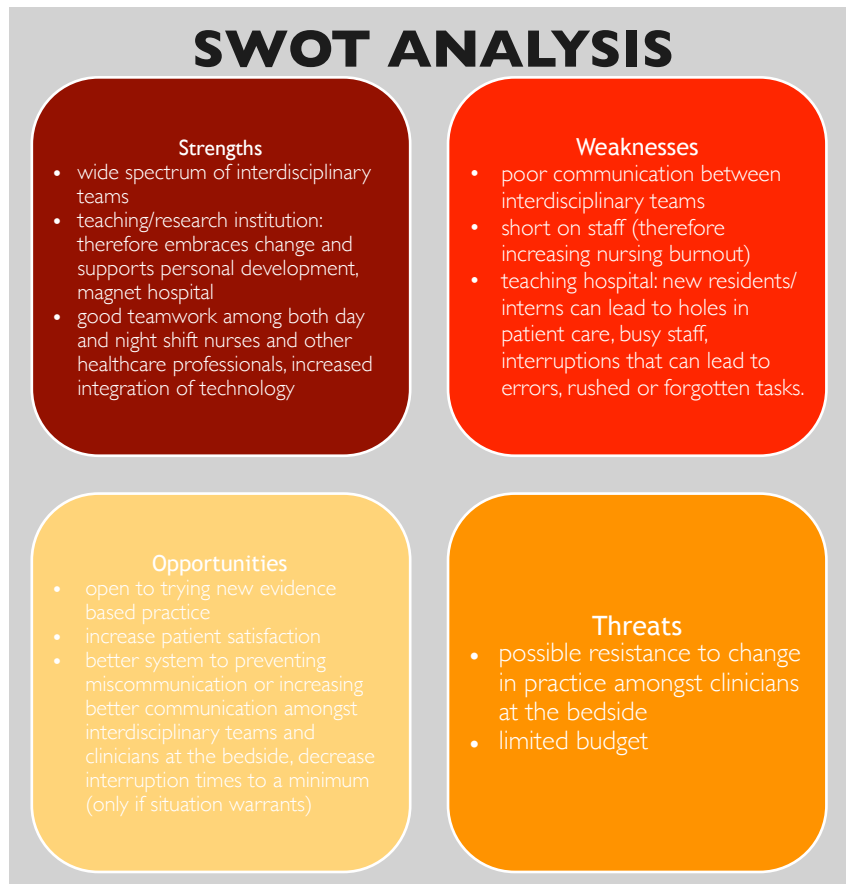 SWOT ANALYSIS
Strengths
• wide spectrum of interdisciplinary
teams
• teaching/research institution:
therefore embraces change and
supports personal development,
magnet hospital
• good teamwork among both day
and night shift nurses and other
healthcare professionals, increased
integration of technology
Weaknesses
• poor communication between
interdisciplinary teams
• short on staff (therefore
increasing nursing burnout)
• teaching hospital: new residents/
interns can lead to holes in
patient care, busy staff,
interruptions that can lead to
errors, rushed or forgotten tasks.
Opportunities
• open to trying new evidence
based practice
• increase patient satisfaction
• better system to preventing
miscommunication or increasing
better communication amongst
interdisciplinary teams and
clinicians at the bedside, decrease
interruption times to a minimum
(only if situation warrants)
Threats
• possible resistance to change
in practice amongst clinicians
at the bedside
• limited budget